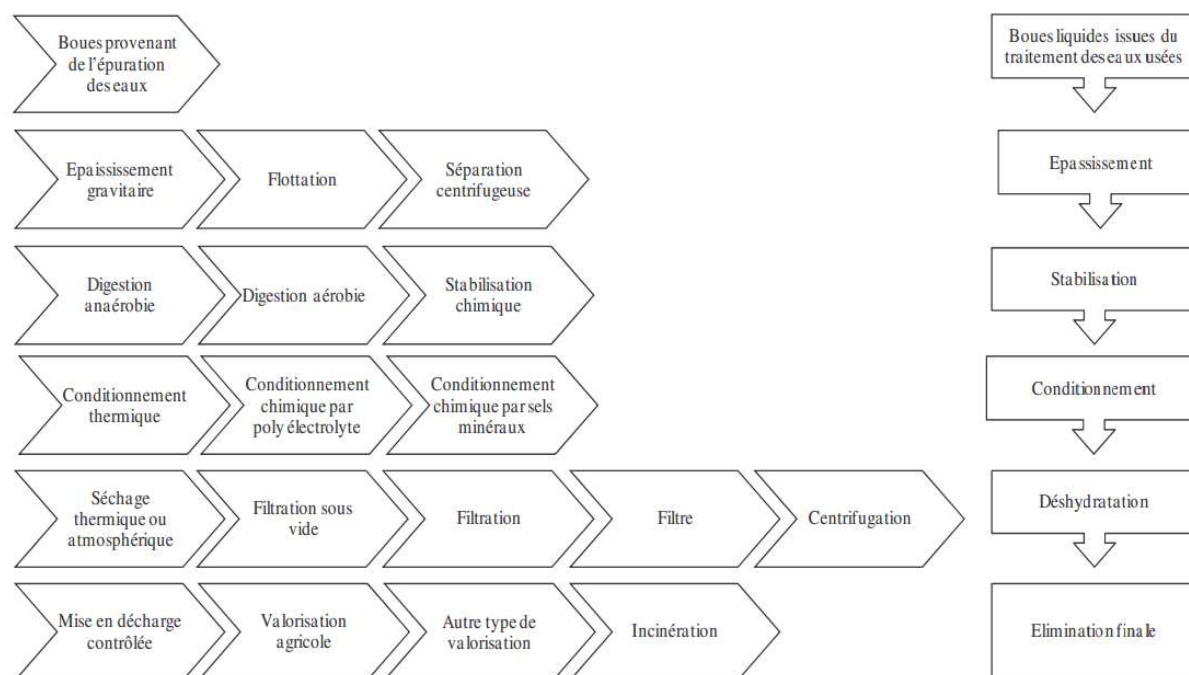 Boues provenant
de l'épuration
des eaux
Boues liquides issues du
traitement des eaux usées
Epaississement
gravitaire
Flottation
Séparation
centrifugeuse
Epassissement
Digestion
anaérobie
Digestion aérobie
Stabilisation
chimique
Stabilisation
Conditionnement
thermique
Conditionnement
chimique par
poly électrolyte
Conditionnement
chimique par sels
minéraux
Conditionnement
Séchage
thermique ou
atmosphérique
Filtration sous
vide
Filtration
Filtre
Centrifugation
Déshydratation
Mise en décharge
contrôlée
Valorisation
agricole
Autre type de
valorisation
Incinération
Elimination finale